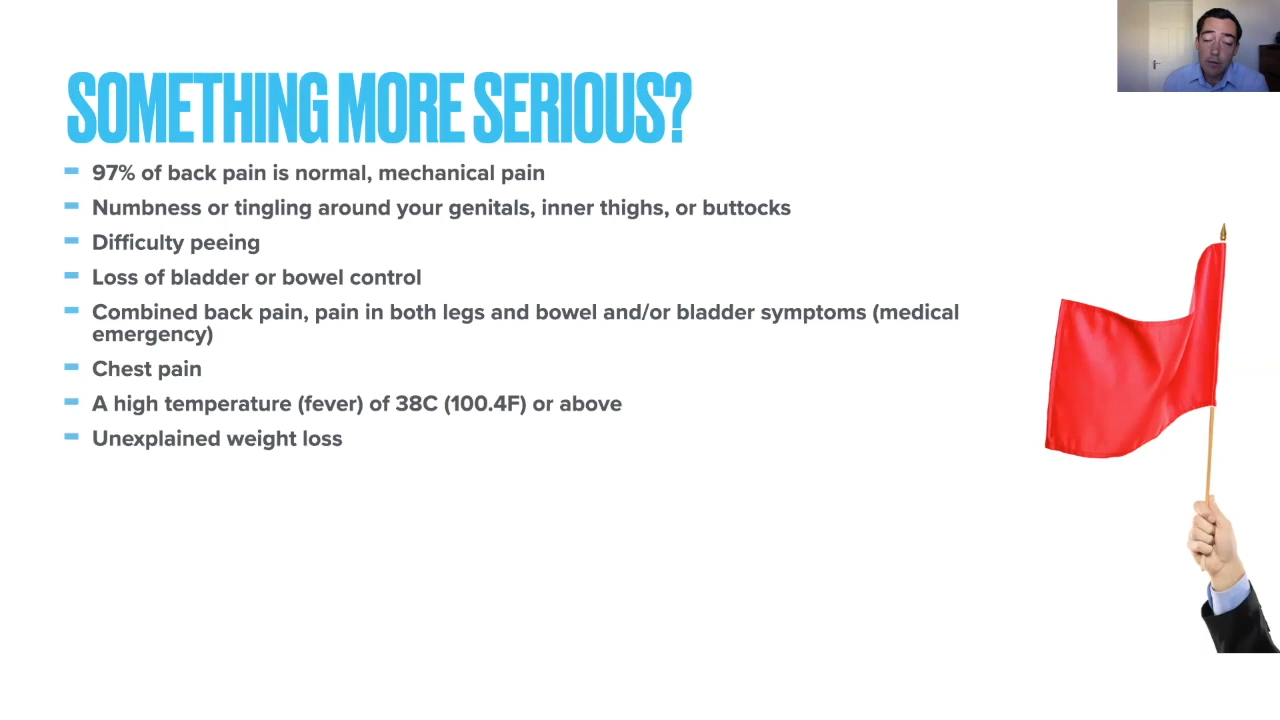 SOMETHING MORE SERIOUS?
97% of back pain is normal, mechanical pain
Numbness or tingling around your genitals, inner thighs, or buttocks
Difficulty peeing
Loss of bladder or bowel control
Combined back pain, pain in both legs and bowel and/or bladder symptoms (medical
emergency)
Chest pain
A high temperature (fever) of 38C (100.4F) or above
Unexplained weight loss